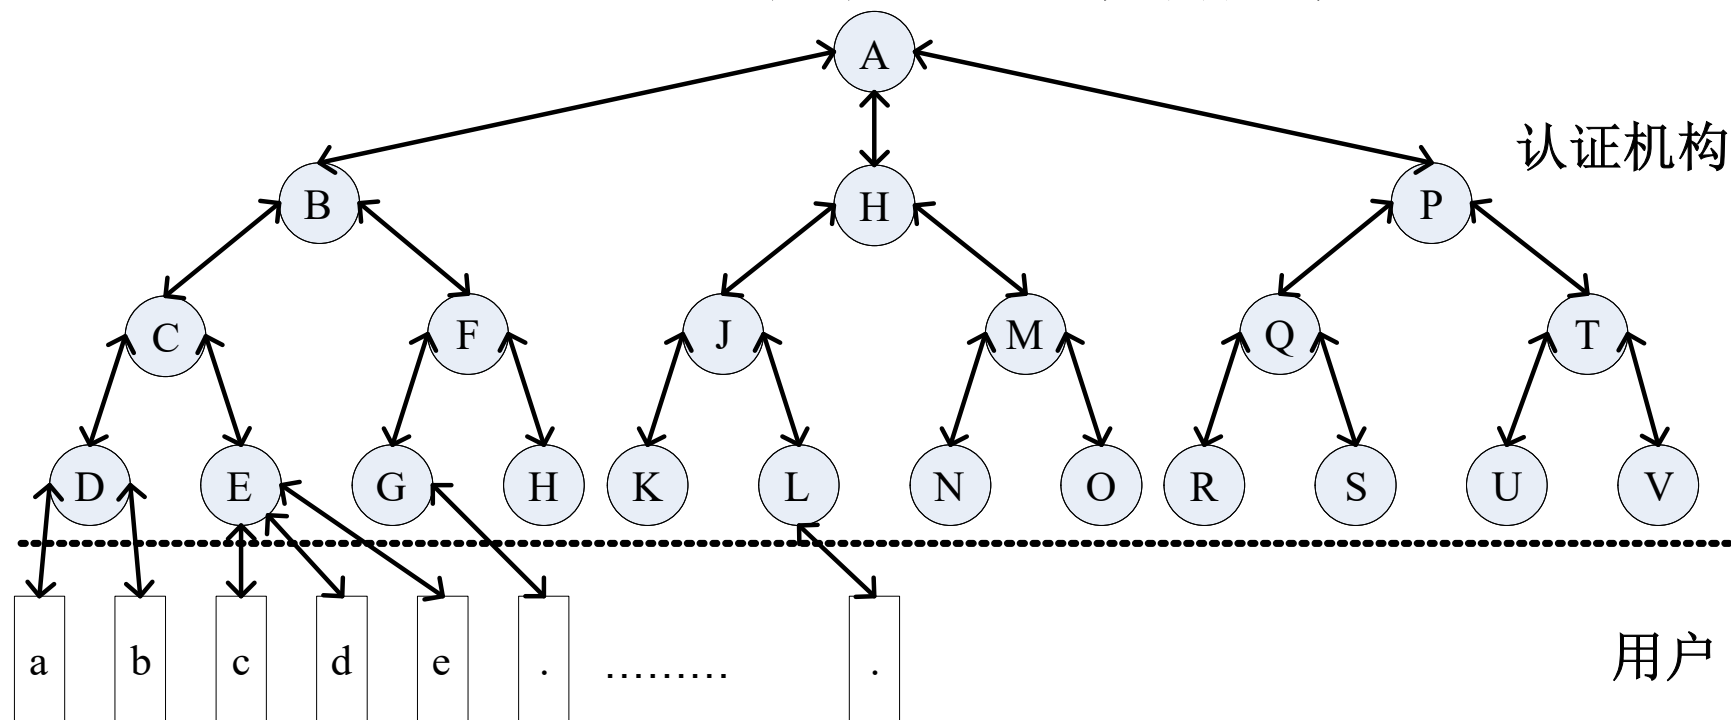 A
认证机构
B H P
C F J M Q T
D E G H K L N O R S U V
a b c d e . ......... .
用户